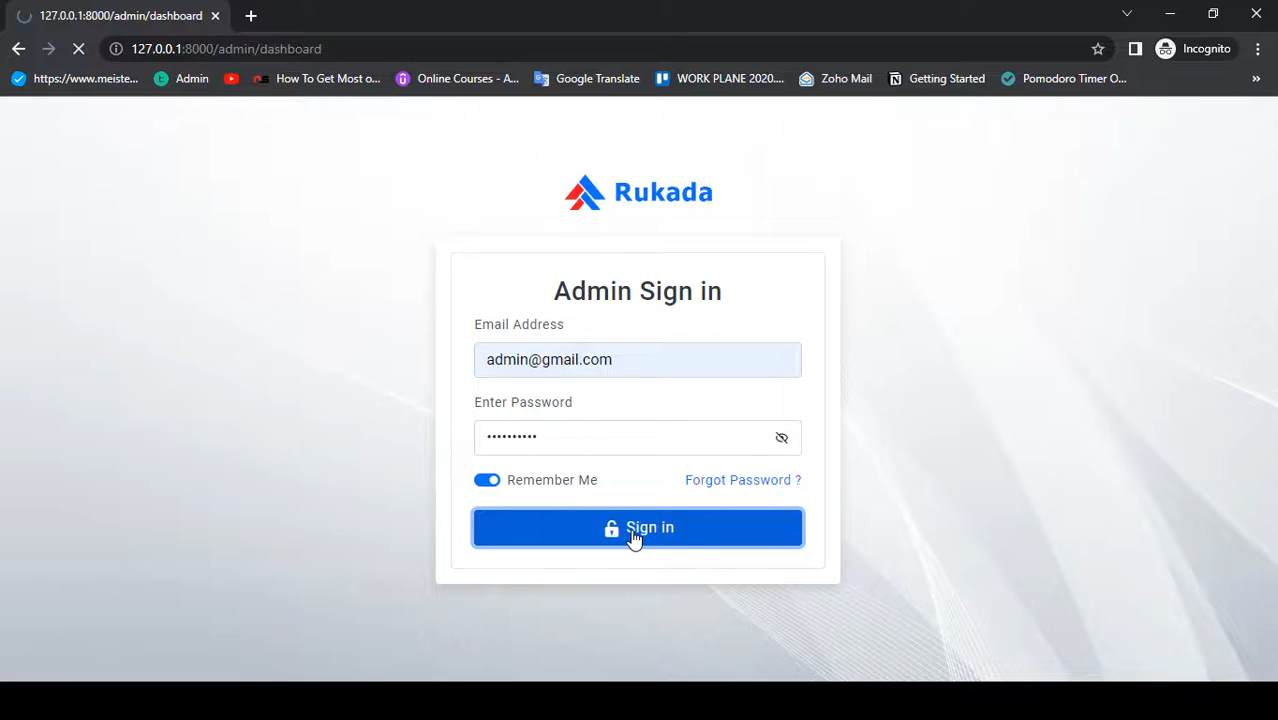 127.0.0.1:8000/admin/dashboard
127.0.0.1:8000/admin/dashboard
Incognito
https://www.meiste... Admin How To Get Most o... Online Courses - A... Google Translate WORK PLANE 2020.... Zoho Mail Getting Started Pomodoro Timer O... »
Rukada
Admin Sign in
Email Address
admin@gmail.com
Enter Password
••••••••••
Remember Me Forgot Password ?
Sign in